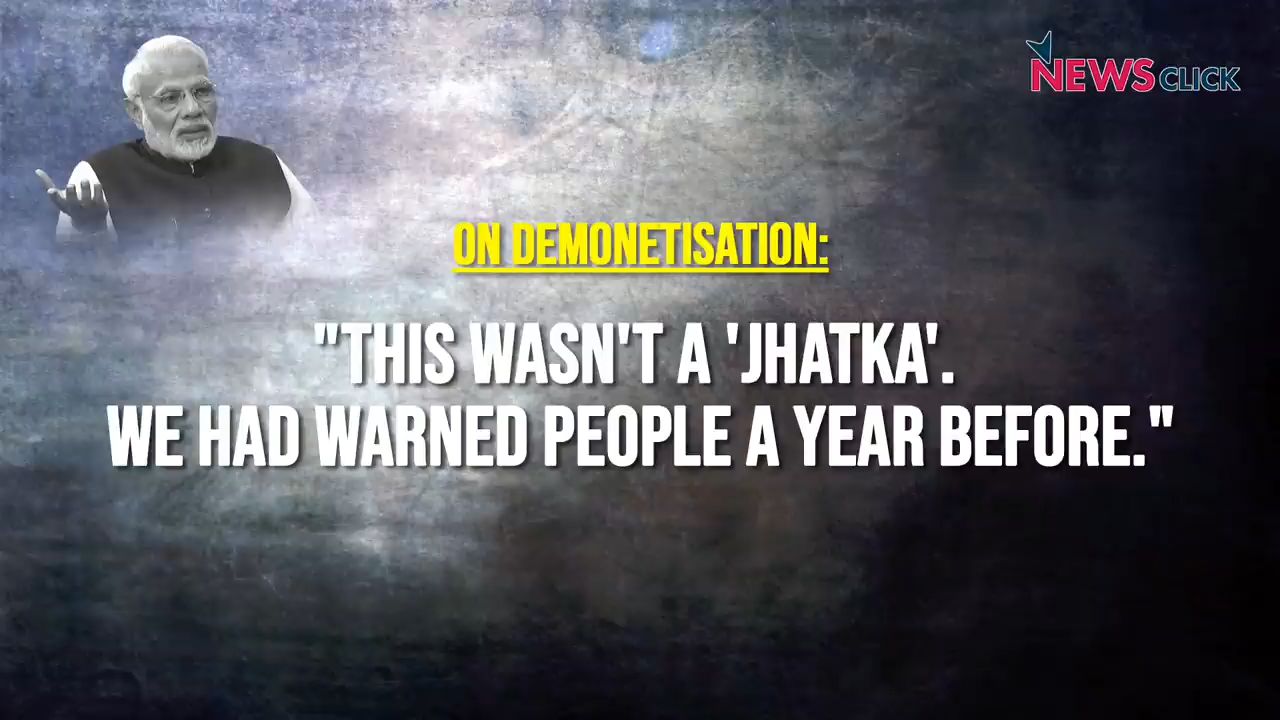 NEWSCLICK
ON DEMONETISATION:
"THIS WASN'T A 'JHATKA'.
WE HAD WARNED PEOPLE A YEAR BEFORE."